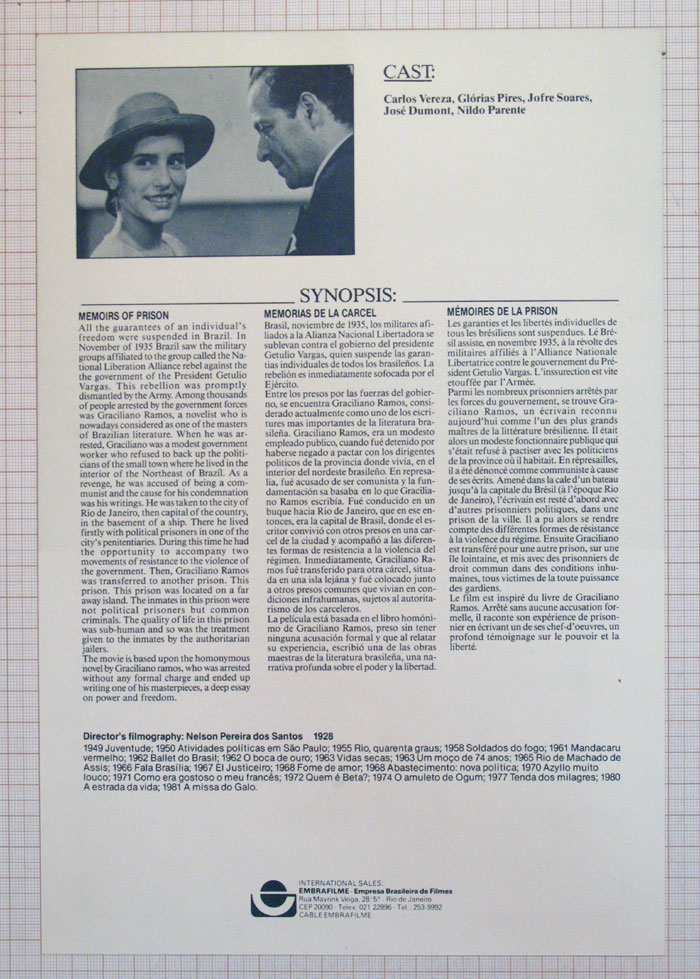 CAST:
Carlos Vereza, Glórias Pires, Jofre Soares,
José Dumont, Nildo Parente
SYNOPSIS:
MEMOIRS OF PRISON
All the guarantees of an individual's
freedom were suspended in Brazil. In
November of 1935 Brazil saw the military
groups affiliated to the group called the Na-
tional Liberation Alliance rebel against the
the government of the President Getulio
Vargas. This rebellion was promptly
dismantled by the Army. Among thousands
of people arrested by the government forces
was Graciliano Ramos, a novelist who is
nowadays considered as one of the masters
of Brazilian literature. When he was ar-
rested, Graciliano was a modest government
worker who refused to back up the politi-
cians of the small town where he lived in the
interior of the Northeast of Brazil. As a
revenge, he was accused of being a com-
munist and the cause for his condemnation
was his writings. He was taken to the city of
Rio de Janeiro, then capital of the country,
in the basement of a ship. There he lived
firstly with political prisoners in one of the
city's penitentiaries. During this time he had
the opportunity to accompany two
movements of resistance to the violence of
the government. Then, Graciliano Ramos
was transferred to another prison. This
prison. This prison was located on a far
away island. The inmates in this prison were
not political prisoners but common
criminals. The quality of life in this prison
was sub-human and so was the treatment
given to the inmates by the authoritarian
jailers.
The movie is based upon the homonymous
novel by Graciliano ramos, who was arrested
without any formal charge and ended up
writing one of his masterpieces, a deep essay
on power and freedom.
MEMORIAS DE LA CARCEL
Brasil, noviembre de 1935, los militares afi-
liados a la Alianza Nacional Libertadora se
sublevan contra el gobierno del presidente
Getulio Vargas, quien suspende las garan-
tias individuales de todos los brasileños. La
rebelión es inmediatamente sofocada por el
Ejército.
Entre los presos por las fuerzas del gobier-
no, se encuentra Graciliano Ramos, consi-
derado actualmente como uno de los escri-
tures mas importantes de la literatura bra-
sileña. Graciliano Ramos, era un modesto
empleado publico, cuando fué detenido por
haberse negado a pactar con los dirigentes
politicos de la provincia donde vivía, en el
interior del nordeste brasileño. En represa-
lia, fué acusado de ser comunista y la fun-
damentación sa basaba en lo que Gracilia-
no Ramos escribia. Fué conducido en un
buque hacia Rio de Janeiro, que en ese en-
tonces, era la capital de Brasil, donde el es-
critor convivió con otros presos en una car-
cel de la ciudad y acompañó a las diferen-
tes formas de resistencia a la violencia del
régimen. Inmediatamente, Graciliano Ra-
mos fué transferido para otra cárcel, situa-
da en una isla lejána y fué colocado junto
a otros presos comunes que vivian en con-
diciones infrahumanas, sujetos al autorita-
rismo de los carceleros.
La película está basada en el libro homóni-
mo de Graciliano Ramos, preso sin tener
ninguna acusación formal y que al relatar
su experiencia, escribió una de las obras
maestras de la literatura brasileña, una na-
rrativa profunda sobre el poder y la libertad.
MÉMOIRES DE LA PRISON
Les garanties et les libertés individuelles de
tous les brésiliens sont suspendues. Lé Bré-
sil assiste, en novembre 1935, à la révolte des
militaires affiliés à l'Alliance Nationale
Libertatrice contre le gouvernement du Pré-
sident Getulio Vargas. L'inssurection est vite
etouffée par l'Armée.
Parmi les nombreux prisonniers arrêtés par
les forces du gouvernement, se trouve Gra-
ciliano Ramos, un écrivain reconnu
aujourd'hui comme l'un des plus grands
maîtres de la littérature brésilienne. Il était
alors un modeste fonctionnaire publique qui
s'était refusé à pactiser avec les politiciens
de la province où il habitait. En répresailles,
il a été dénoncé comme communiste à cause
de ses écrits. Amené dans la cale d'un bateau
jusqu'à la capitale du Brésil (à l'époque Rio
de Janeiro), l'écrivain est resté d'abord avec
d'autres prisonniers politiques, dans une
prison de la ville. Il a pu alors se rendre
compte des différentes formes de résistance
à la violence du régime. Ensuite Graciliano
est transféré pour une autre prison, sur une
île lointaine, et mis avec des prisonniers de
droit commun dans des conditions inhu-
maines, tous victimes de la toute puissance
des gardiens.
Le film est inspiré du livre de Graciliano
Ramos. Arrêté sans aucune accusation for-
melle, il raconte son expérience de prison-
nier en écrivant un de ses chef-d'oeuvres, un
profond témoignage sur le pouvoir et la
liberté.
Director's filmography: Nelson Pereira dos Santos 1928
1949 Juventude; 1950 Atividades políticas em São Paulo; 1955 Rio, quarenta graus; 1958 Soldados do fogo; 1961 Mandacaru
vermelho; 1962 Ballet do Brasil; 1962 O boca de ouro; 1963 Vidas secas; 1963 Um moço de 74 anos; 1965 Rio de Machado de
Assis; 1966 Fala Brasília; 1967 El Justiceiro; 1968 Fome de amor; 1968 Abastecimento: nova política; 1970 Azyllo muito
louco; 1971 Como era gostoso o meu francês; 1972 Quem é Beta?; 1974 O amuleto de Ogum; 1977 Tenda dos milagres; 1980
A estrada da vida; 1981 A missa do Galo.
INTERNATIONAL SALES:
EMBRAFILME - Empresa Brasileira de Filmes
Rua Mayrink Veiga, 28/5º - Rio de Janeiro
CEP 20090 - Telex: 021 22896 - Tel.: 253-9992
CABLE EMBRAFILME